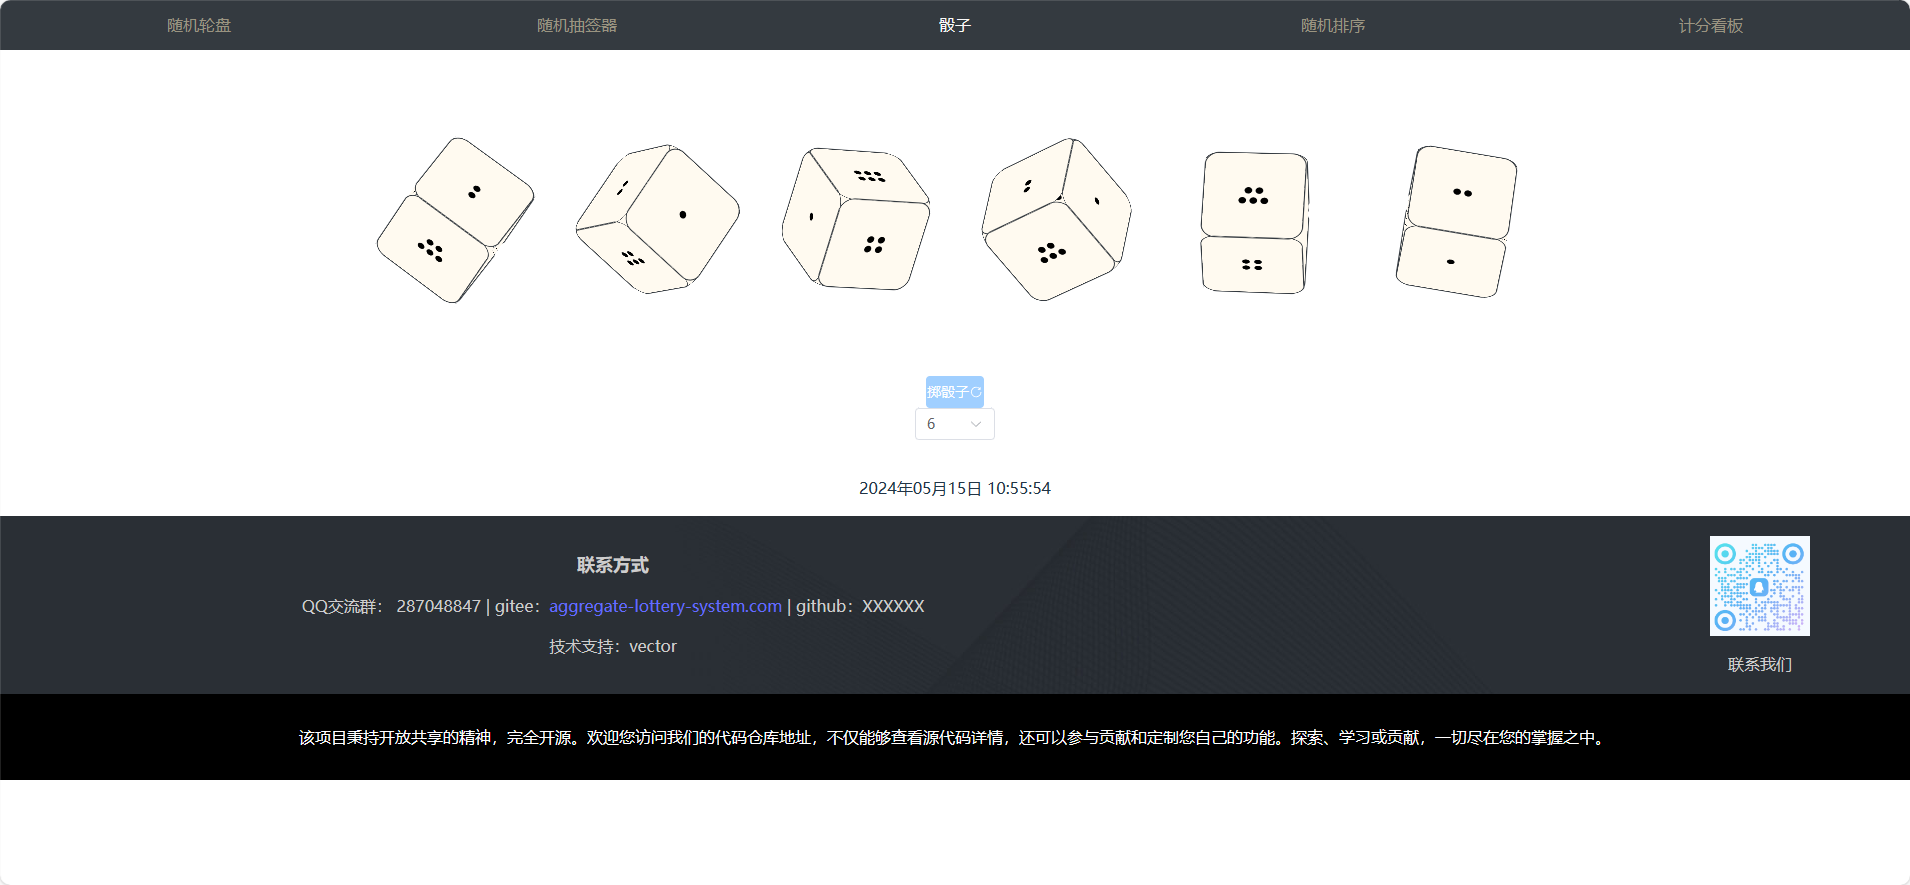 随机轮盘
随机抽签器
骰子
随机排序
计分看板
掷骰子
6
2024年05月15日 10:55:54
联系方式
QQ交流群： 287048847 | gitee：aggregate-lottery-system.com | github：XXXXXX
技术支持：vector
联系我们
该项目秉持开放共享的精神，完全开源。欢迎您访问我们的代码仓库地址，不仅能够查看源代码详情，还可以参与贡献和定制您自己的功能。探索、学习或贡献，一切尽在您的掌握之中。